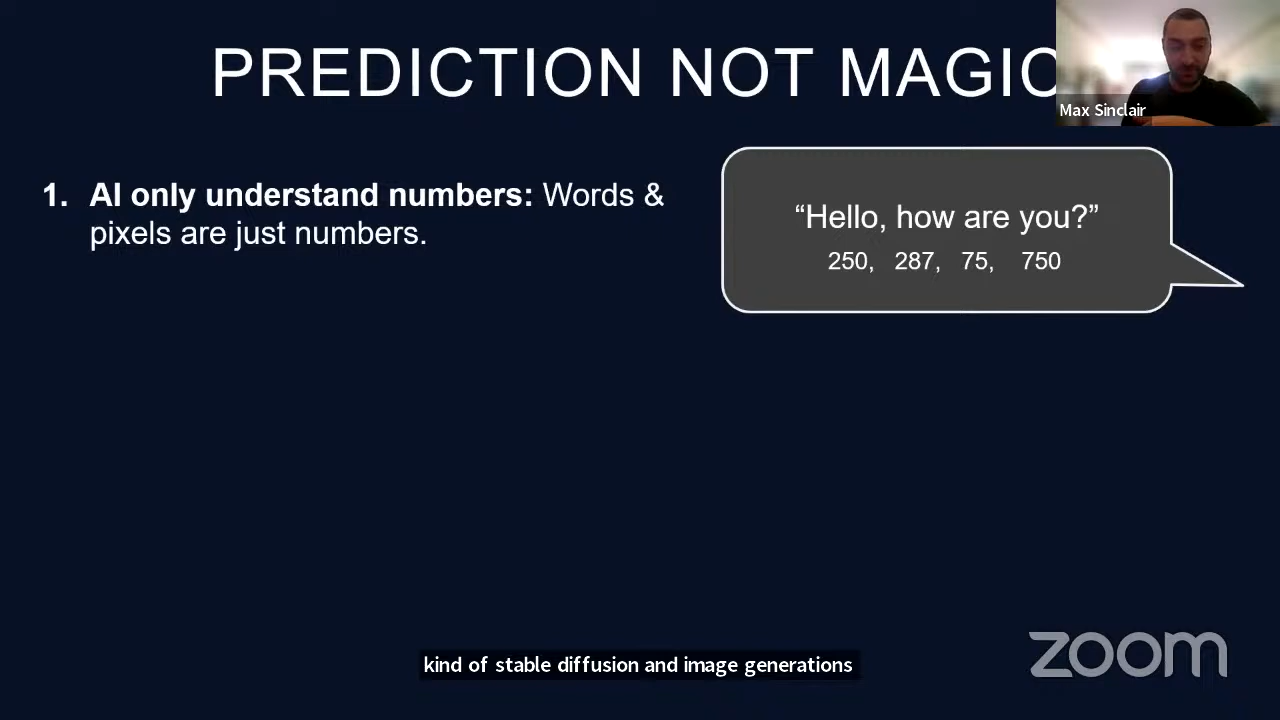 PREDICTION NOT MAGIC
Max Sinclair
1. AI only understand numbers: Words &
pixels are just numbers.
“Hello, how are you?”
250, 287, 75, 750
kind of stable diffusion and image generations
zoom